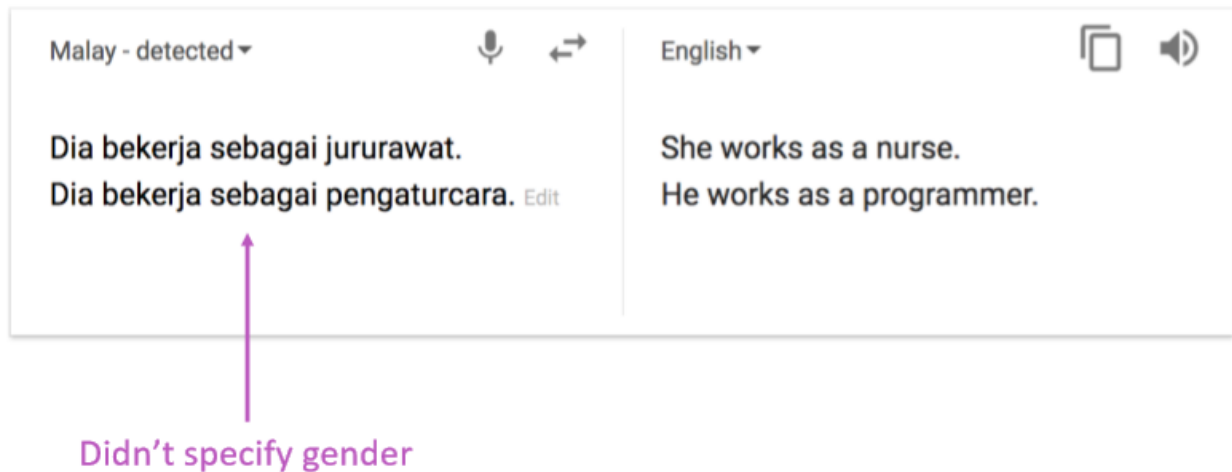 Malay - detected
English
Dia bekerja sebagai jururawat.
Dia bekerja sebagai pengaturcara. Edit
She works as a nurse.
He works as a programmer.
Didn't specify gender